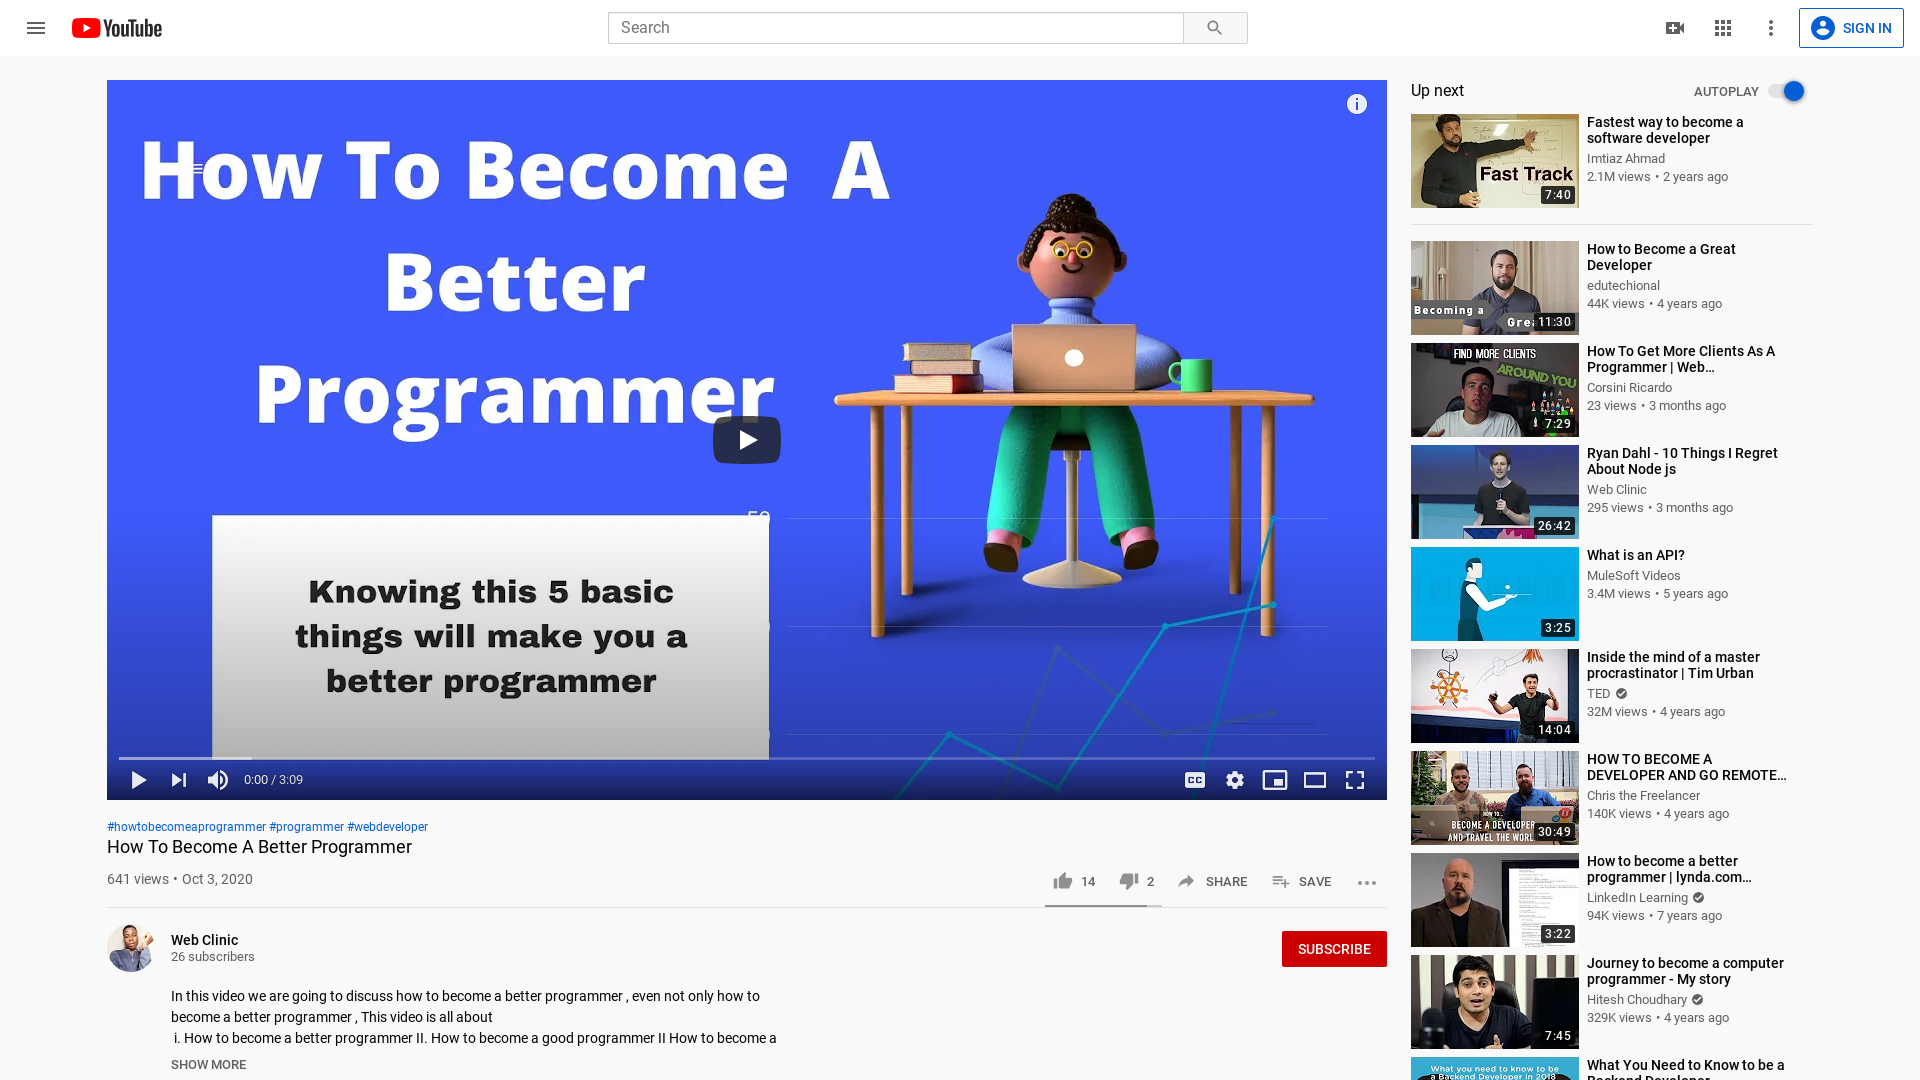 YouTube
Search
SIGN IN
How To Become A
Better
Programmer
50
Knowing this 5 basic
things will make you a
better programmer
0:00 / 3:09
CC
#howtobecomeaprogrammer #programmer #webdeveloper
How To Become A Better Programmer
641 views • Oct 3, 2020
14
2
SHARE
SAVE
Web Clinic
26 subscribers
SUBSCRIBE
In this video we are going to discuss how to become a better programmer , even not only how to
become a better programmer , This video is all about
i. How to become a better programmer II. How to become a good programmer II How to become a
SHOW MORE
Up next
AUTOPLAY
Fast Track
7:40
Fastest way to become a
software developer
Imtiaz Ahmad
2.1M views • 2 years ago
Becoming a
Grea
11:30
How to Become a Great
Developer
edutechional
44K views • 4 years ago
FIND MORE CLIENTS
AROUND YOU
7:29
How To Get More Clients As A
Programmer | Web…
Corsini Ricardo
23 views • 3 months ago
26:42
Ryan Dahl - 10 Things I Regret
About Node js
Web Clinic
295 views • 3 months ago
3:25
What is an API?
MuleSoft Videos
3.4M views • 5 years ago
14:04
Inside the mind of a master
procrastinator | Tim Urban
TED
32M views • 4 years ago
HOW TO...
BECOME A DEVELOPER
AND TRAVEL THE WORL
30:49
HOW TO BECOME A
DEVELOPER AND GO REMOTE…
Chris the Freelancer
140K views • 4 years ago
3:22
How to become a better
programmer | lynda.com…
LinkedIn Learning
94K views • 7 years ago
7:45
Journey to become a computer
programmer - My story
Hitesh Choudhary
329K views • 4 years ago
What you need to know to be
a Backend Developer in 2018
What You Need to Know to be a
Backend Developer